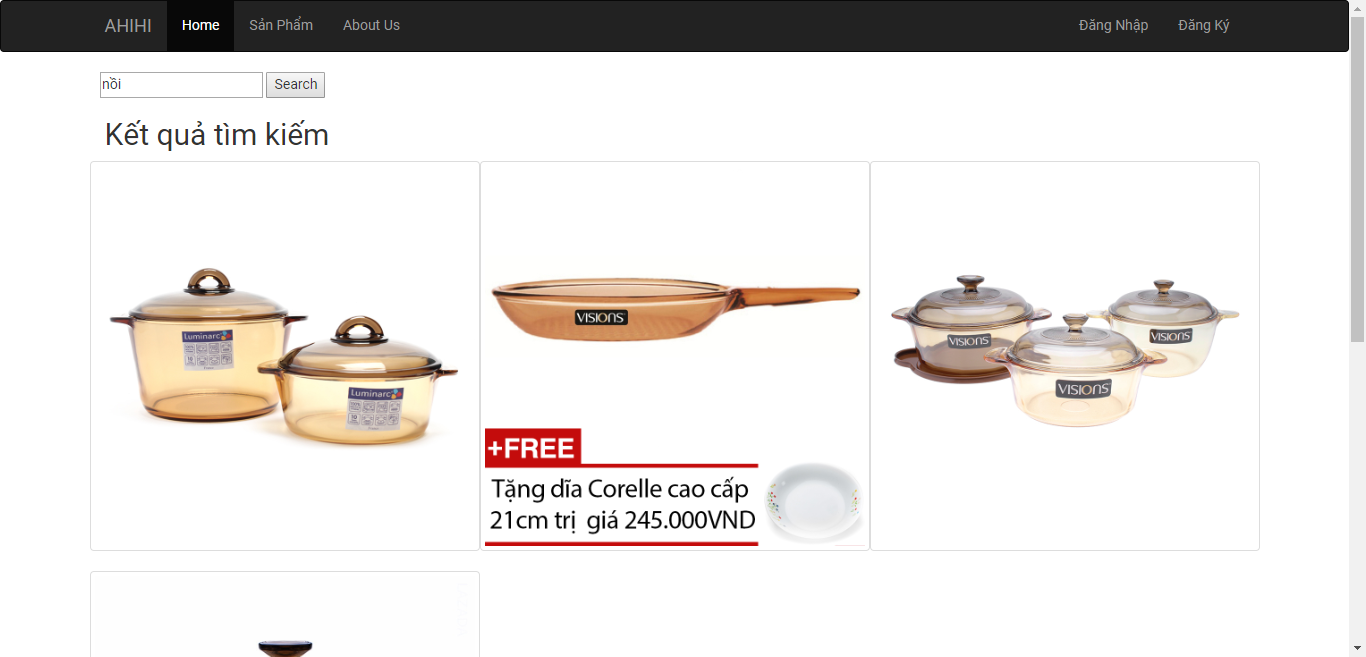 AHIHI Home Sản Phẩm About Us Đăng Nhập Đăng Ký
nồi Search
Kết quả tìm kiếm
Luminarc
Luminarc
VISIONS
VISIONS
VISIONS
VISIONS
+FREE
Tặng dĩa Corelle cao cấp
21cm trị giá 245.000VND